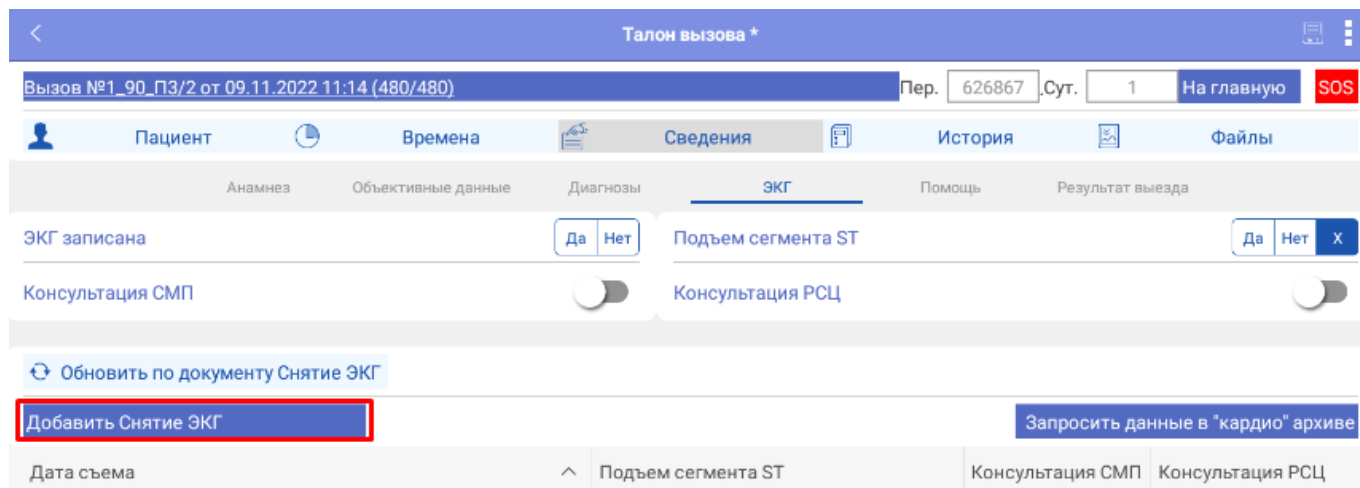 Талон вызова *
Вызов №1_90_ПЗ/2 от 09.11.2022 11:14 (480/480) Пер. 626867 .Сут. 1 На главную SOS
Пациент Времена Сведения История Файлы
Анамнез Объективные данные Диагнозы ЭКГ Помощь Результат выезда
ЭКГ записана Да Нет Подъем сегмента ST Да Нет X
Консультация СМП Консультация РСЦ
Обновить по документу Снятие ЭКГ
Добавить Снятие ЭКГ Запросить данные в "кардио" архиве
Дата съема Подъем сегмента ST Консультация СМП Консультация РСЦ